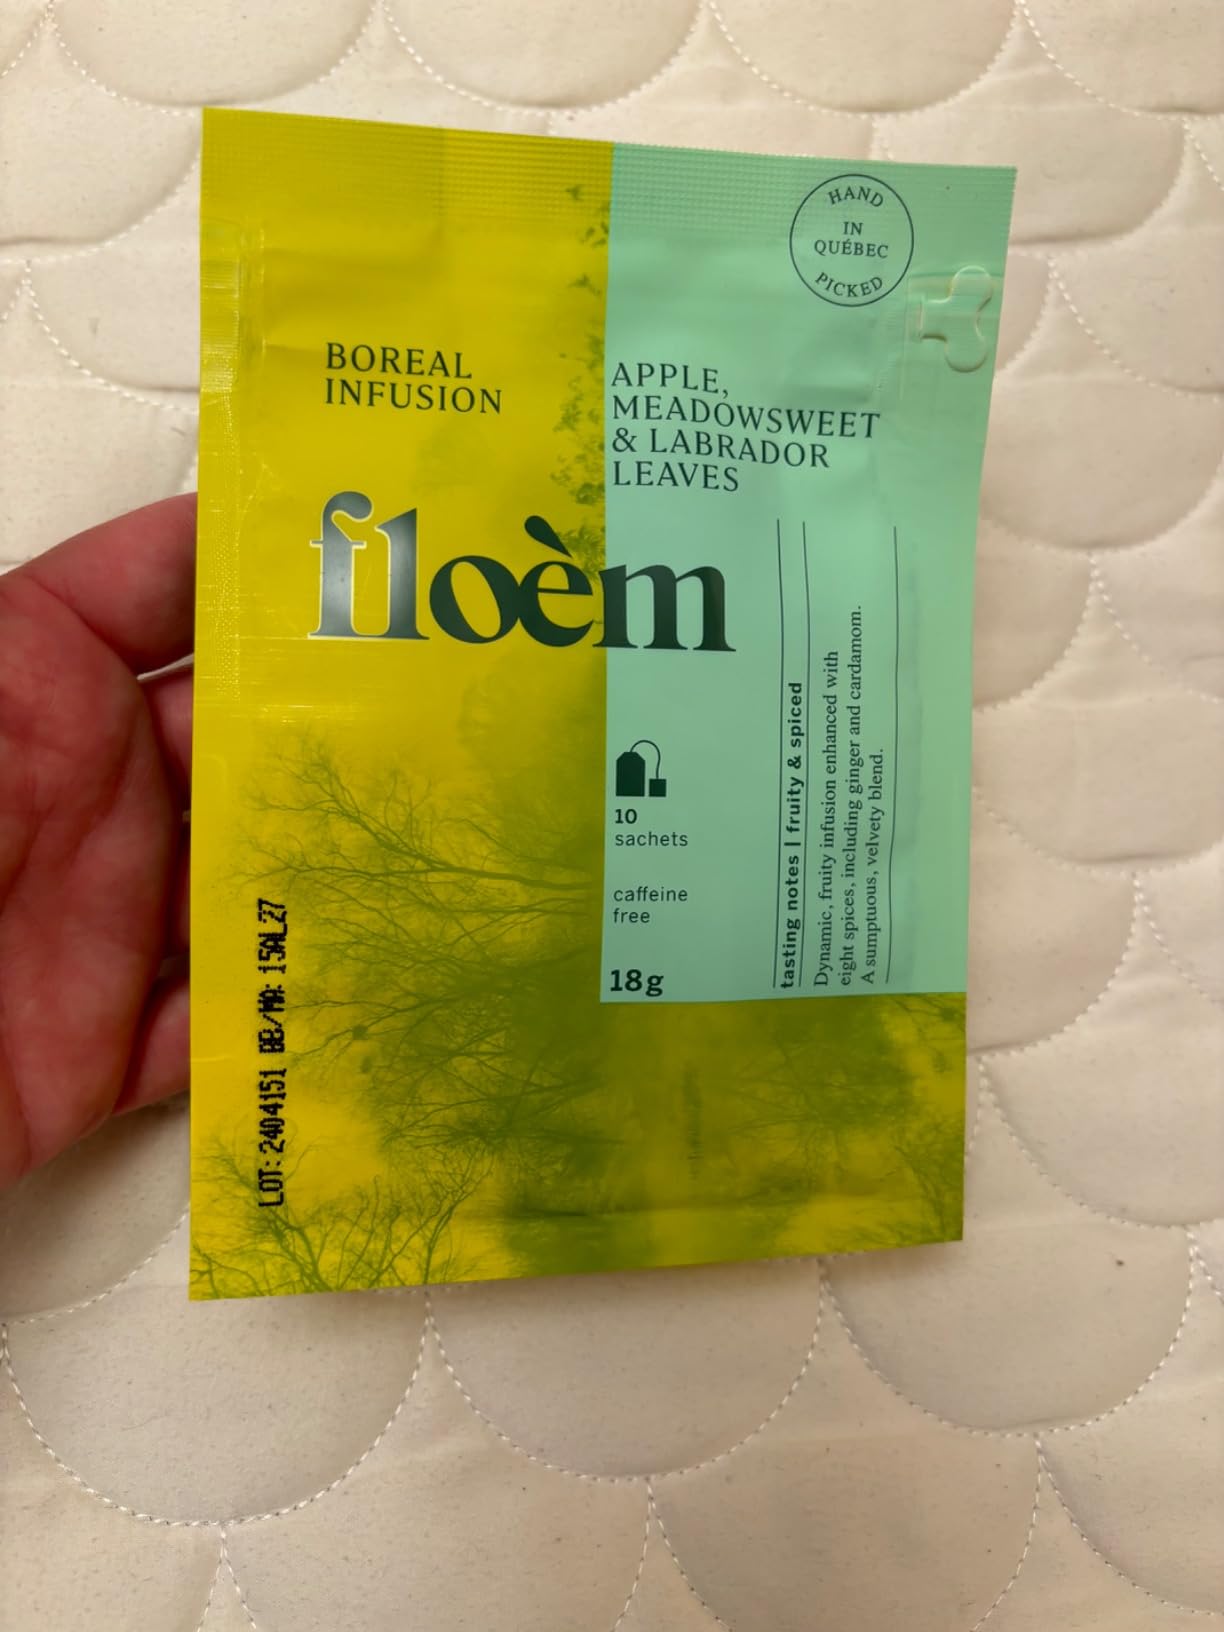 HAND
IN
QUÉBEC
PICKED
BOREAL
INFUSION
APPLE,
MEADOWSWEET
& LABRADOR
LEAVES
floèm
10
sachets
caffeine
free
18g
tasting notes | fruity & spiced
Dynamic, fruity infusion enhanced with
eight spices, including ginger and cardamom.
A sumptuous, velvety blend.
LOT: 2404151 BB/MA: 15AL27